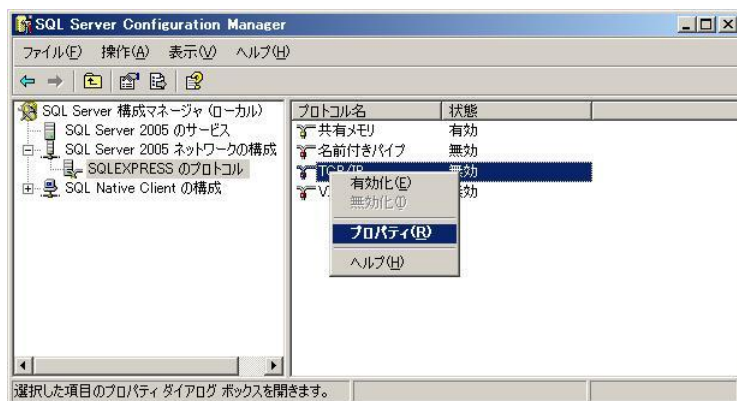 SQL Server Configuration Manager
ファイル(F) 操作(A) 表示(V) ヘルプ(H)
SQL Server 構成マネージャ (ローカル)
SQL Server 2005 のサービス
SQL Server 2005 ネットワークの構成
SQLEXPRESS のプロトコル
SQL Native Client の構成
プロトコル名 状態
共有メモリ 有効
名前付きパイプ 無効
TCP/IP 無効
V 無効
有効化(E)
無効化(I)
プロパティ(R)
ヘルプ(H)
選択した項目のプロパティ ダイアログ ボックスを開きます。